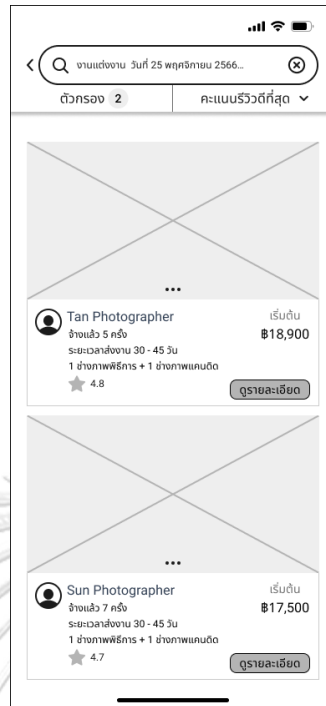 งานแต่งงาน วันที่ 25 พฤศจิกายน 2566...
ตัวกรอง 2
คะแนนรีวิวดีที่สุด
Tan Photographer
เริ่มต้น
จ้างแล้ว 5 ครั้ง
฿18,900
ระยะเวลาส่งงาน 30 - 45 วัน
1 ช่างภาพพิธีการ + 1 ช่างภาพแคนดิด
4.8
ดูรายละเอียด
Sun Photographer
เริ่มต้น
จ้างแล้ว 7 ครั้ง
฿17,500
ระยะเวลาส่งงาน 30 - 45 วัน
1 ช่างภาพพิธีการ + 1 ช่างภาพแคนดิด
4.7
ดูรายละเอียด